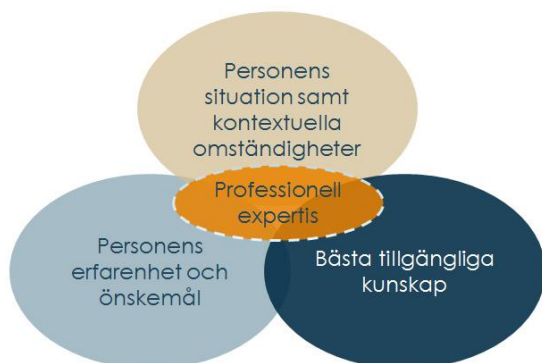 Personens
situation samt
kontextuella
omständigheter
Professionell
expertis
Personens
erfarenhet och
önskemål
Bästa tillgängliga
kunskap